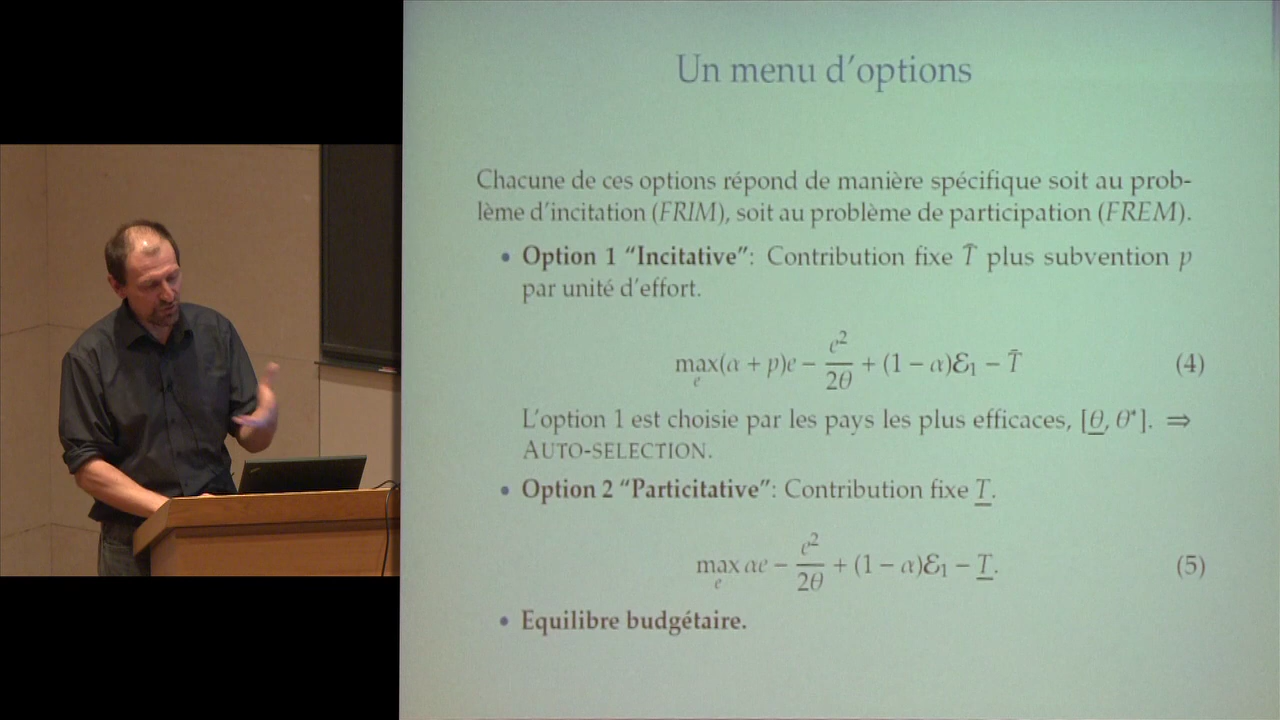 Un menu d'options
Chacune de ces options répond de manière spécifique soit au prob-
lème d'incitation (FRIM), soit au problème de participation (FREM).
• Option 1 “Incitative”: Contribution fixe T̄ plus subvention p
par unité d'effort.
max_e (α + p)e − e²/2θ + (1 − α)ℰ₁ − T̄ (4)
L'option 1 est choisie par les pays les plus efficaces, [θ̲, θ*]. ⇒
AUTO-SELECTION.
• Option 2 “Particitative”: Contribution fixe T̲.
max_e αe − e²/2θ + (1 − α)ℰ₁ − T̲. (5)
• Equilibre budgétaire.